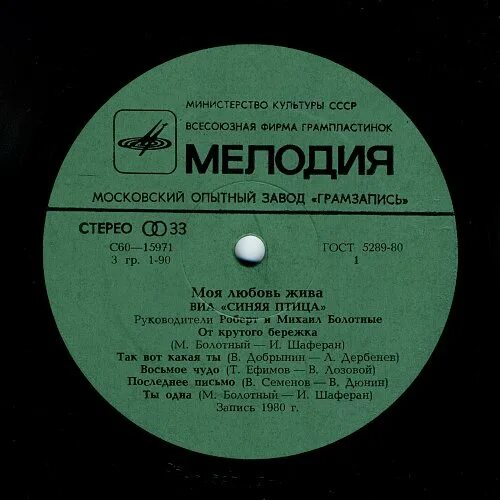 МИНИСТЕРСТВО КУЛЬТУРЫ СССР
ВСЕСОЮЗНАЯ ФИРМА ГРАМПЛАСТИНОК
МЕЛОДИЯ
МОСКОВСКИЙ ОПЫТНЫЙ ЗАВОД «ГРАМЗАПИСЬ»
СТЕРЕО 33
С60—15971 ГОСТ 5289-80
3 гр. 1-90 1
Моя любовь жива
ВИА «СИНЯЯ ПТИЦА»
Руководители Роберт и Михаил Болотные
От крутого бережка
(М. Болотный — И. Шаферан)
Так вот какая ты (В. Добрынин — Л. Дербенев)
Восьмое чудо (Т. Ефимов — В. Лозовой)
Последнее письмо (В. Семенов — В. Дюнин)
Ты одна (М. Болотный — И. Шаферан)
Запись 1980 г.